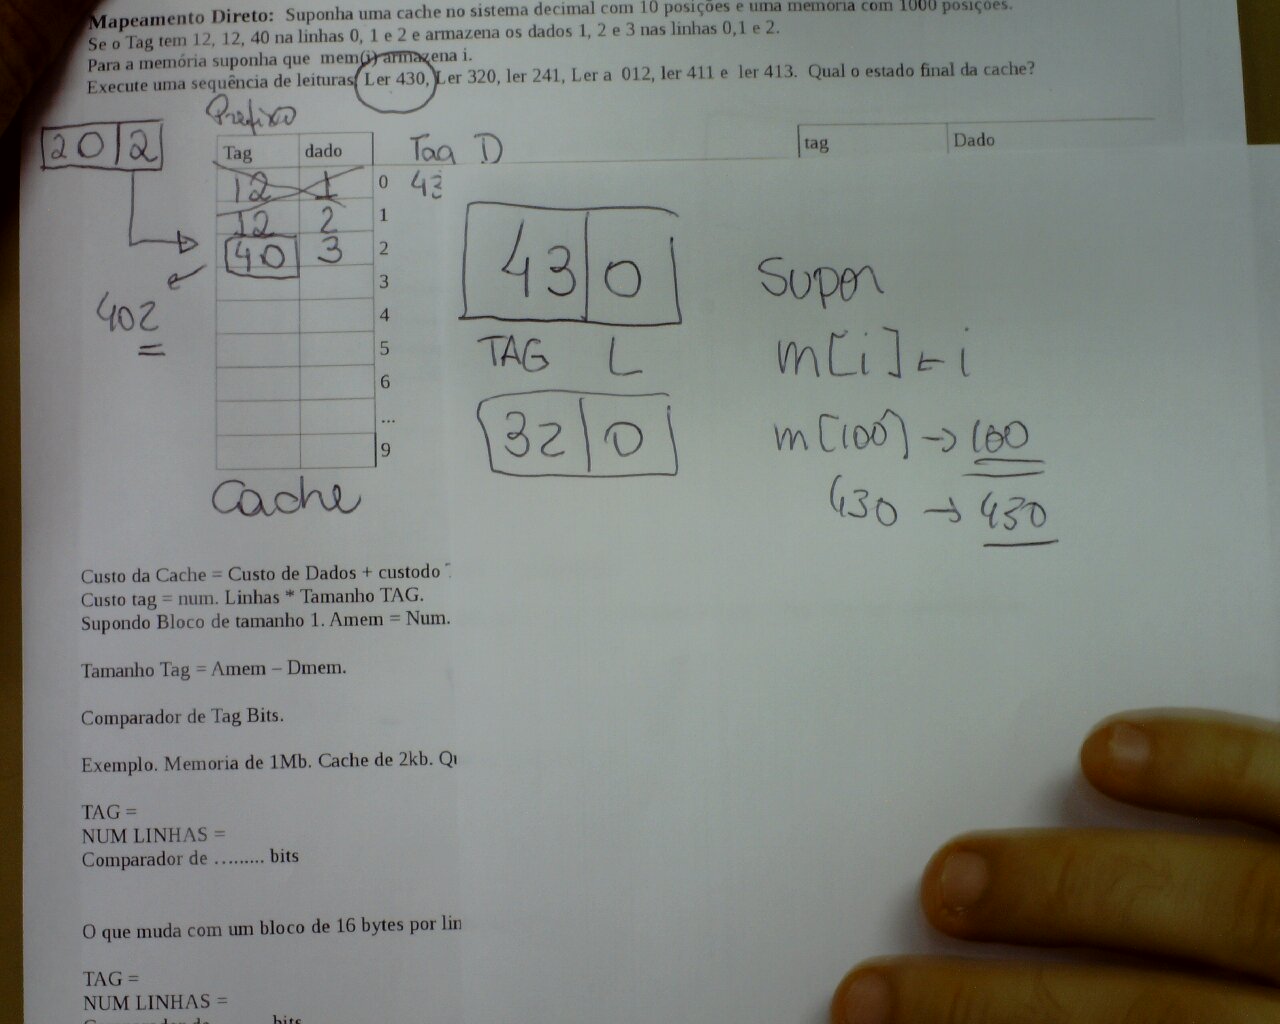 Mapeamento Direto: Suponha uma cache no sistema decimal com 10 posições e uma memória com 1000 posições.
Se o Tag tem 12, 12, 40 na linhas 0, 1 e 2 e armazena os dados 1, 2 e 3 nas linhas 0,1 e 2.
Para a memória suponha que mem(i) armazena i.
Execute uma sequência de leituras Ler 430, Ler 320, ler 241, Ler a 012, ler 411 e ler 413. Qual o estado final da cache?
Prefixo
20 2
Tag dado
Tag D
tag Dado
12 1 0 43
12 2 1
40 3 2
3
402
4
5
6
...
9
Cache
43 0
TAG L
32 0
Supor
m[i] = i
m[100] → 100
430 → 430
Custo da Cache = Custo de Dados + custodo
Custo tag = num. Linhas * Tamanho TAG.
Supondo Bloco de tamanho 1. Amem = Num.
Tamanho Tag = Amem – Dmem.
Comparador de Tag Bits.
Exemplo. Memoria de 1Mb. Cache de 2kb.
TAG =
NUM LINHAS =
Comparador de ......... bits
O que muda com um bloco de 16 bytes por
TAG =
NUM LINHAS =